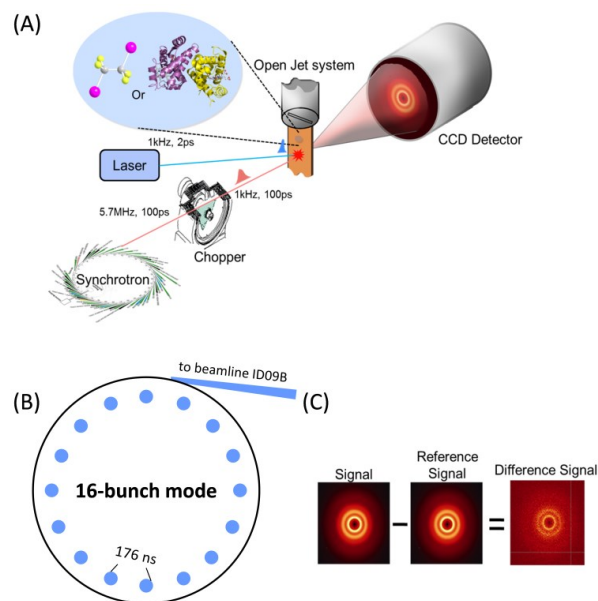 (A)
Or
Open Jet system
CCD Detector
1kHz, 2ps
Laser
1kHz, 100ps
5.7MHz, 100ps
Chopper
Synchrotron
to beamline ID09B
(B)
16-bunch mode
176 ns
(C)
Signal
Reference
Signal
Difference Signal